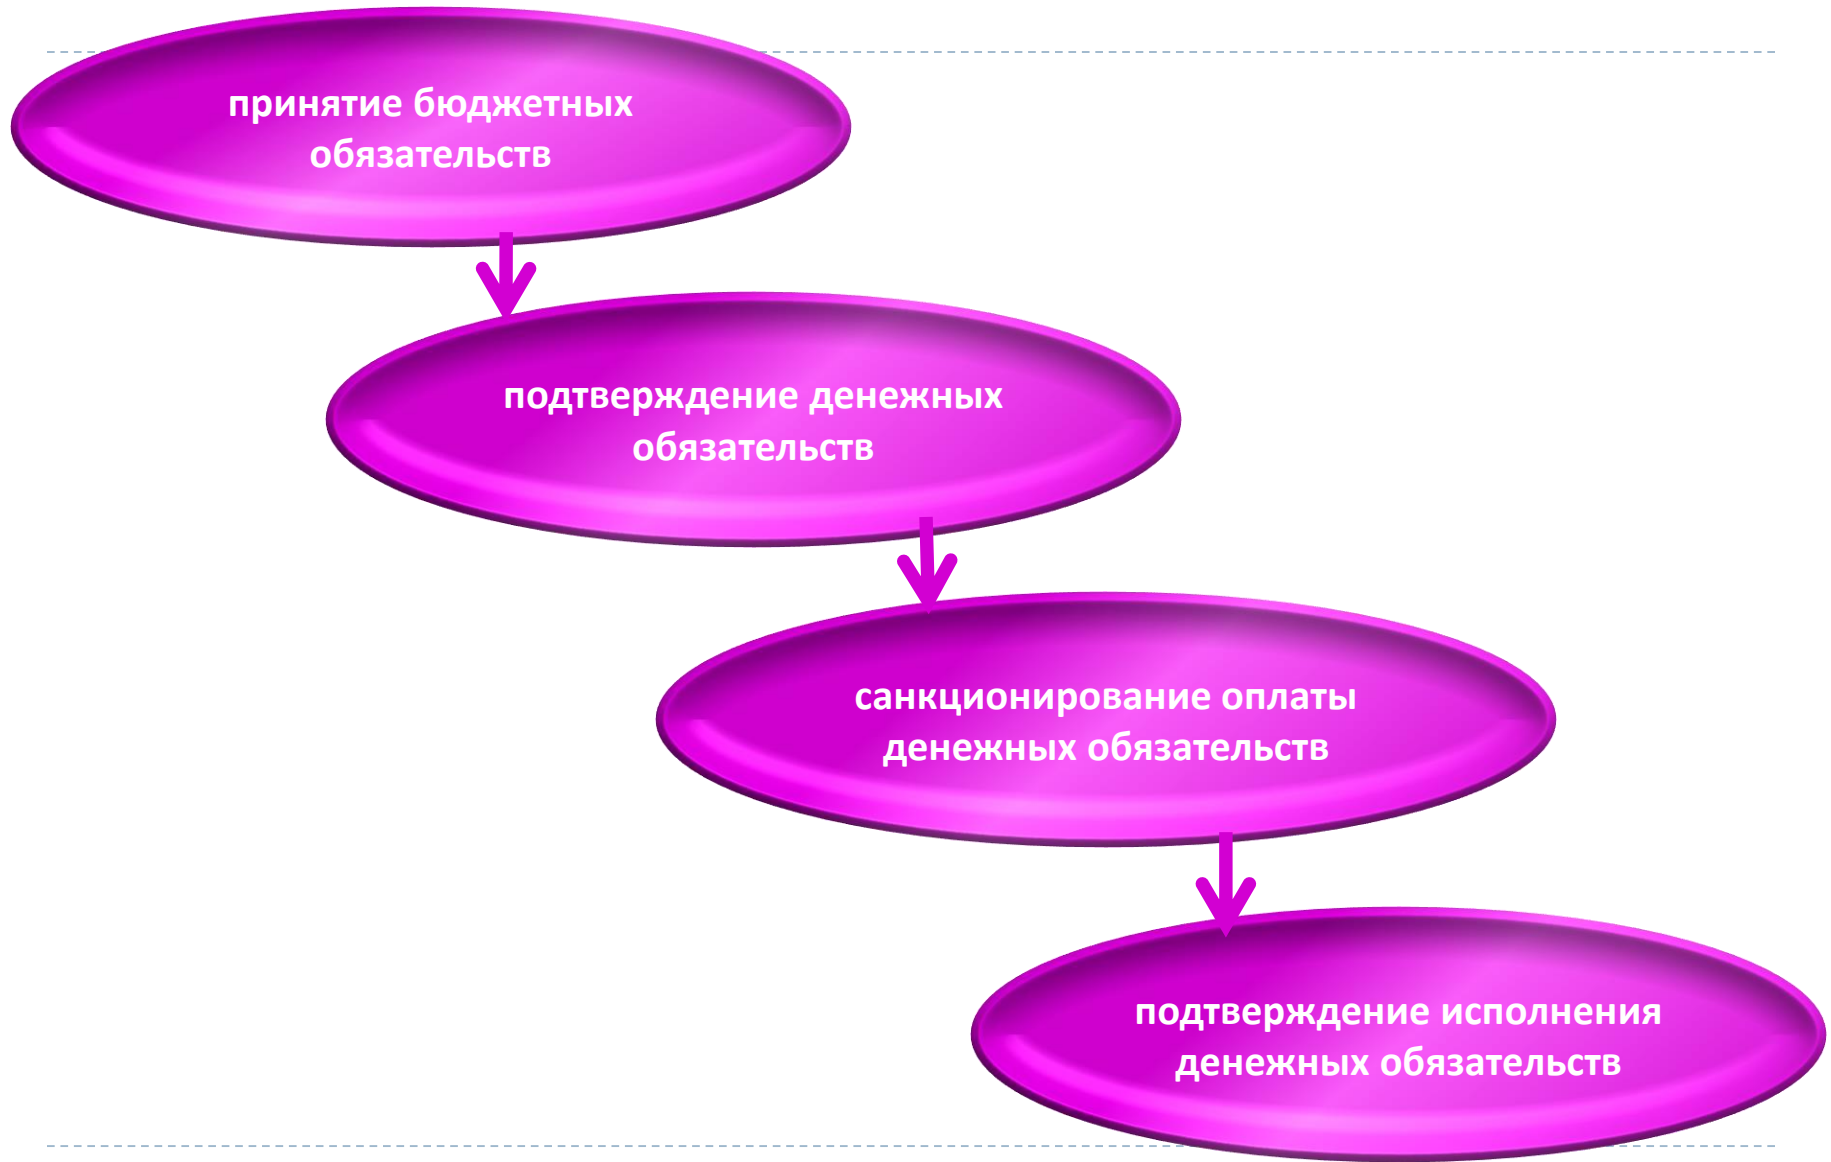 принятие бюджетных
обязательств
подтверждение денежных
обязательств
санкционирование оплаты
денежных обязательств
подтверждение исполнения
денежных обязательств